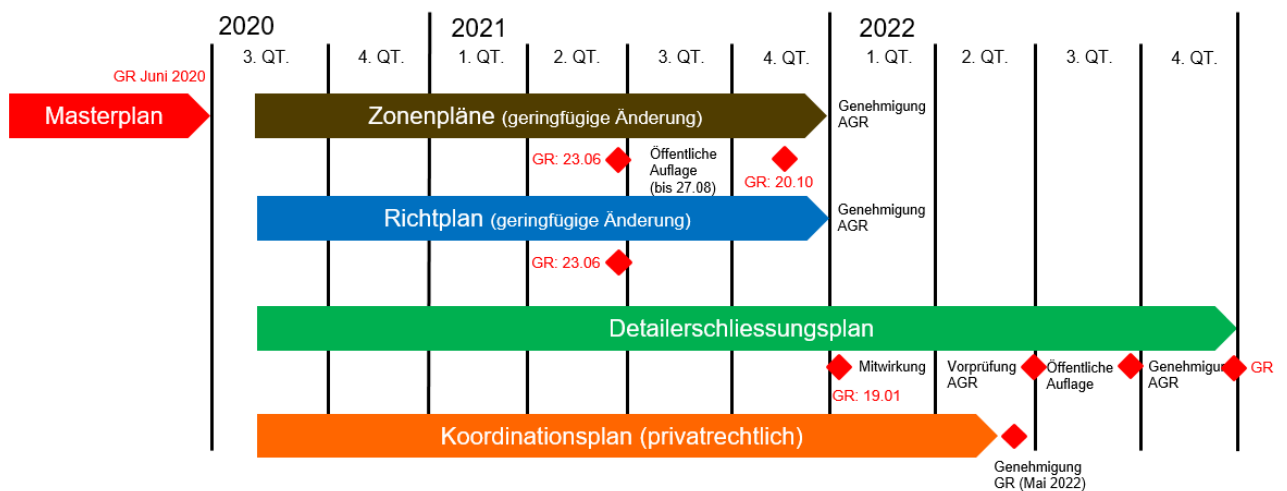 2020
2021
2022
3. QT.
4. QT.
1. QT.
2. QT.
3. QT.
4. QT.
1. QT.
2. QT.
3. QT.
4. QT.
GR Juni 2020
Masterplan
Zonenpläne (geringfügige Änderung)
Genehmigung
AGR
GR: 23.06
Öffentliche
Auflage
(bis 27.08)
GR: 20.10
Richtplan (geringfügige Änderung)
Genehmigung
AGR
GR: 23.06
Detailerschliessungsplan
Mitwirkung
GR: 19.01
Vorprüfung
AGR
Öffentliche
Auflage
Genehmigun
AGR
GR
Koordinationsplan (privatrechtlich)
Genehmigung
GR (Mai 2022)